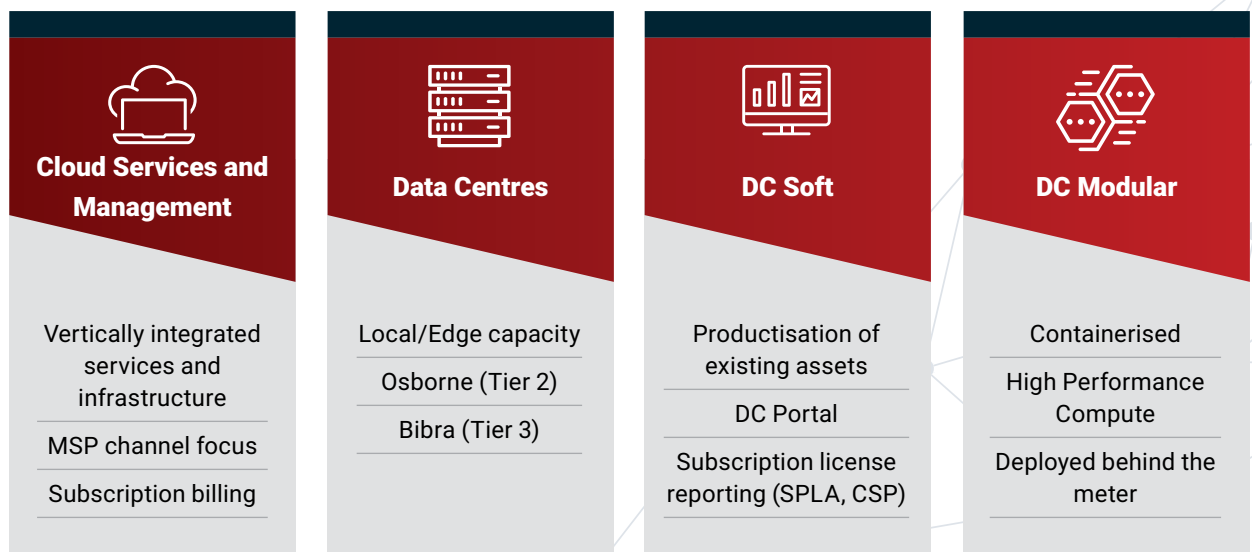 Cloud Services and
Management
Vertically integrated
services and
infrastructure
MSP channel focus
Subscription billing
Data Centres
Local/Edge capacity
Osborne (Tier 2)
Bibra (Tier 3)
DC Soft
Productisation of
existing assets
DC Portal
Subscription license
reporting (SPLA, CSP)
DC Modular
Containerised
High Performance
Compute
Deployed behind the
meter